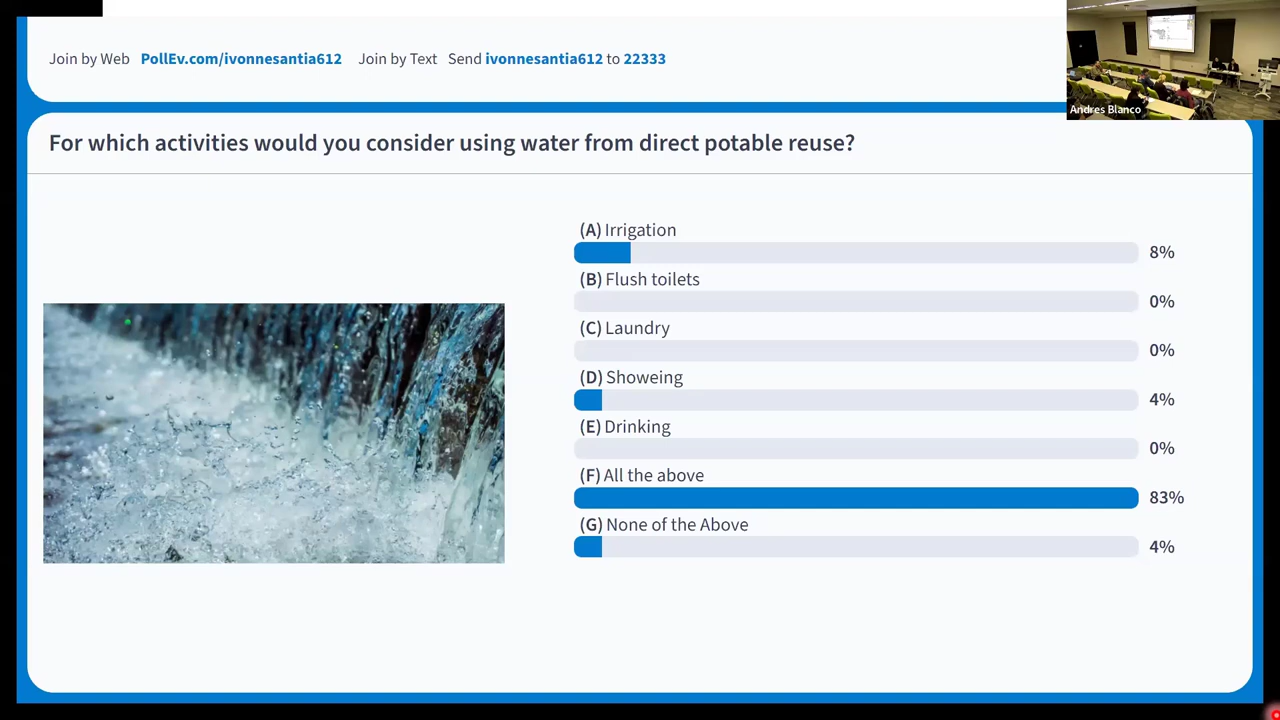 Join by Web PollEv.com/ivonnesantia612 Join by Text Send ivonnesantia612 to 22333
Andres Blanco
For which activities would you consider using water from direct potable reuse?
(A) Irrigation
8%
(B) Flush toilets
0%
(C) Laundry
0%
(D) Showeing
4%
(E) Drinking
0%
(F) All the above
83%
(G) None of the Above
4%